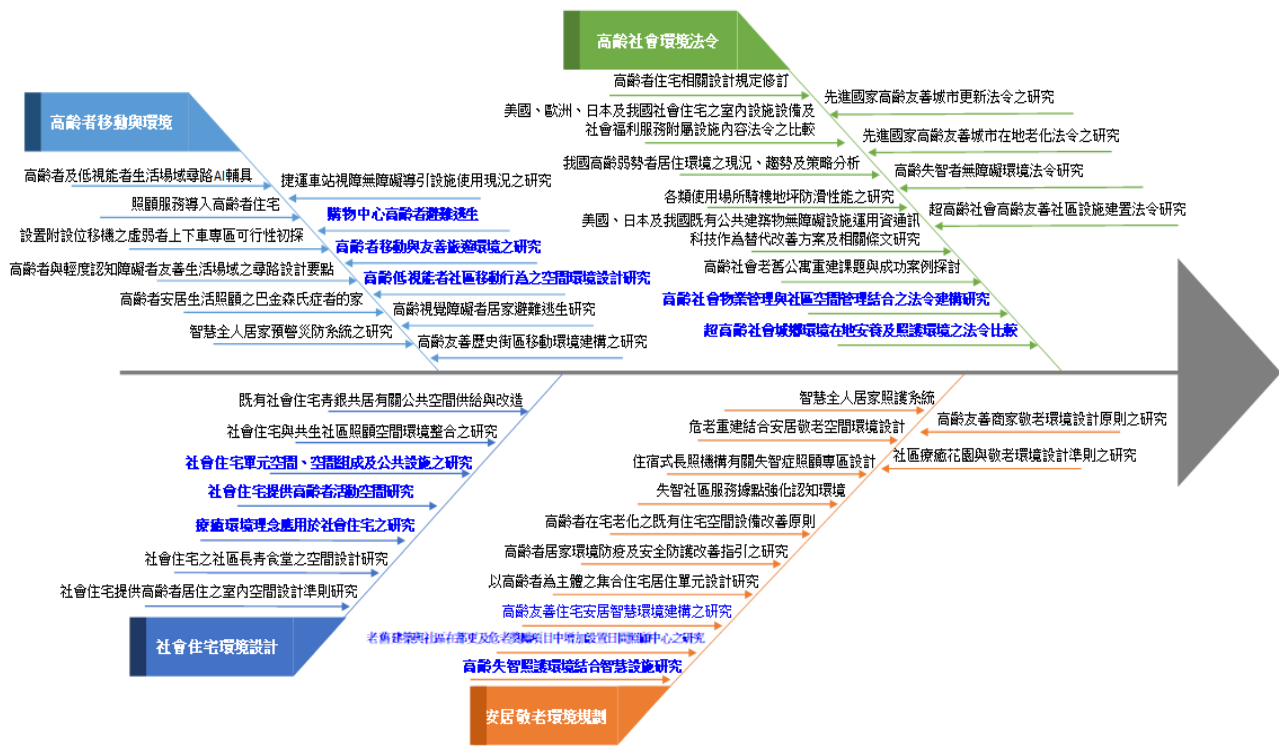 高齡社會環境法令
高齡者住宅相關設計規定修訂
先進國家高齡友善城市更新法令之研究
美國、歐洲、日本及我國社會住宅之室內設施設備及
社會福利服務附屬設施內容法令之比較
先進國家高齡友善城市在地老化法令之研究
我國高齡弱勢者居住環境之現況、趨勢及策略分析
高齡失智者無障礙環境法令研究
各類使用場所騎樓地坪防滑性能之研究
超高齡社會高齡友善社區設施建置法令研究
美國、日本及我國既有公共建築物無障礙設施運用資通訊
科技作為替代改善方案及相關條文研究
高齡社會老舊公寓重建課題與成功案例探討
高齡社會物業管理與社區空間管理結合之法令建構研究
超高齡社會城鄉環境在地安養及照護環境之法令比較
高齡者移動與環境
高齡者及低視能者生活場域尋路AI輔具
捷運車站視障無障礙導引設施使用現況之研究
照顧服務導入高齡者住宅
購物中心高齡者避難逃生
設置附設位移機之虛弱者上下車專區可行性初探
高齡者移動與友善旅遊環境之研究
高齡者與輕度認知障礙者友善生活場域之尋路設計要點
高齡低視能者社區移動行為之空間環境設計研究
高齡者安居生活照顧之巴金森氏症者的家
高齡視覺障礙者居家避難逃生研究
智慧全人居家預警災防系統之研究
高齡友善歷史街區移動環境建構之研究
既有社會住宅青銀共居有關公共空間供給與改造
社會住宅與共生社區照顧空間環境整合之研究
社會住宅單元空間、空間組成及公共設施之研究
社會住宅提供高齡者活動空間研究
療癒環境理念應用於社會住宅之研究
社會住宅之社區長青食堂之空間設計研究
社會住宅提供高齡者居住之室內空間設計準則研究
社會住宅環境設計
智慧全人居家照護系統
高齡友善商家敬老環境設計原則之研究
危老重建結合安居敬老空間環境設計
社區療癒花園與敬老環境設計準則之研究
住宿式長照機構有關失智症照顧專區設計
失智社區服務據點強化認知環境
高齡者在宅老化之既有住宅空間設備改善原則
高齡者居家環境防疫及安全防護改善指引之研究
以高齡者為主體之集合住宅居住單元設計研究
高齡友善住宅安居智慧環境建構之研究
老舊建築與社區在都更及危老獎勵項目中增加設置日間照顧中心之研究
高齡失智照護環境結合智慧設施研究
安居敬老環境規劃